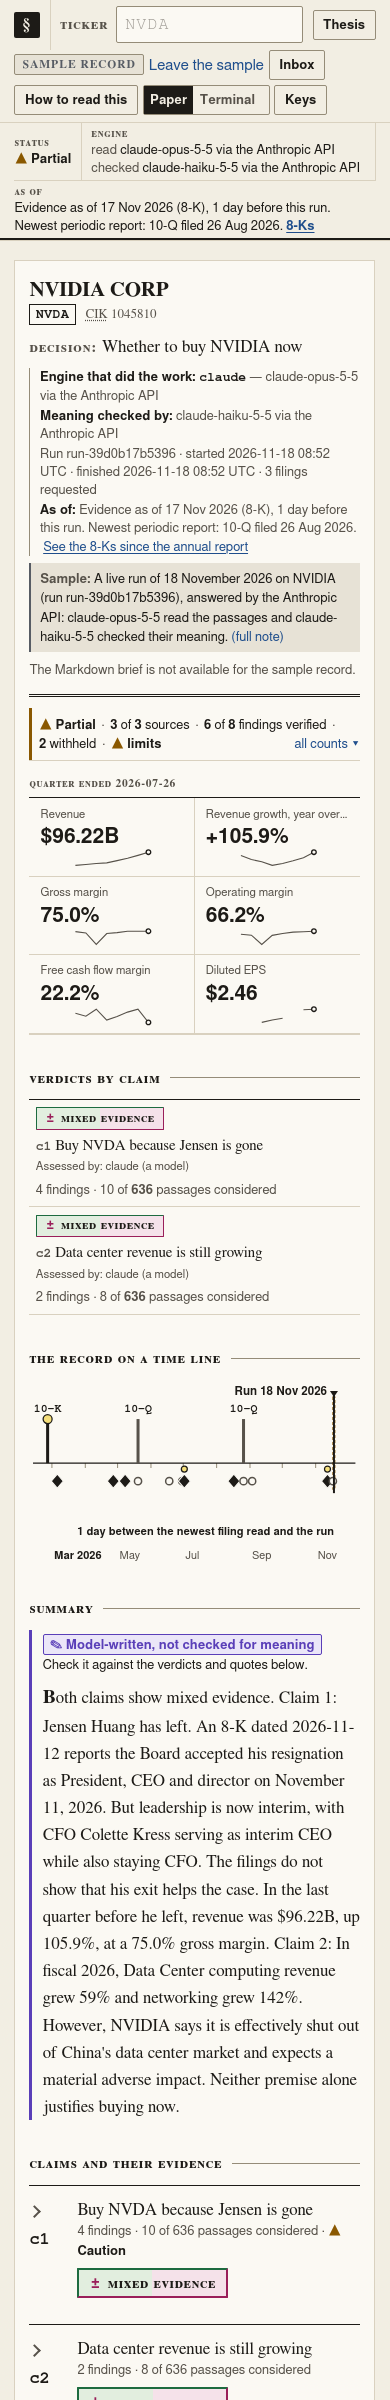 § TICKER NVDA Thesis
SAMPLE RECORD Leave the sample Inbox
How to read this Paper Terminal Keys
STATUS
▲ Partial
ENGINE
read claude-opus-5-5 via the Anthropic API
checked claude-haiku-5-5 via the Anthropic API
AS OF
Evidence as of 17 Nov 2026 (8-K), 1 day before this run.
Newest periodic report: 10-Q filed 26 Aug 2026. 8-Ks
NVIDIA CORP
NVDA CIK 1045810
DECISION: Whether to buy NVIDIA now
Engine that did the work: claude — claude-opus-5-5
via the Anthropic API
Meaning checked by: claude-haiku-5-5 via the
Anthropic API
Run run-39d0b17b5396 · started 2026-11-18 08:52
UTC · finished 2026-11-18 08:52 UTC · 3 filings
requested
As of: Evidence as of 17 Nov 2026 (8-K), 1 day before
this run. Newest periodic report: 10-Q filed 26 Aug 2026.
See the 8-Ks since the annual report
Sample: A live run of 18 November 2026 on NVIDIA
(run run-39d0b17b5396), answered by the Anthropic
API: claude-opus-5-5 read the passages and claude-
haiku-5-5 checked their meaning. (full note)
The Markdown brief is not available for the sample record.
▲ Partial · 3 of 3 sources · 6 of 8 findings verified ·
2 withheld · ▲ limits all counts ▾
QUARTER ENDED 2026-07-26
Revenue
$96.22B
Revenue growth, year over…
+105.9%
Gross margin
75.0%
Operating margin
66.2%
Free cash flow margin
22.2%
Diluted EPS
$2.46
VERDICTS BY CLAIM
± MIXED EVIDENCE
c1 Buy NVDA because Jensen is gone
Assessed by: claude (a model)
4 findings · 10 of 636 passages considered
± MIXED EVIDENCE
c2 Data center revenue is still growing
Assessed by: claude (a model)
2 findings · 8 of 636 passages considered
THE RECORD ON A TIME LINE
Run 18 Nov 2026
10-K 10-Q 10-Q
1 day between the newest filing read and the run
Mar 2026 May Jul Sep Nov
SUMMARY
✎ Model-written, not checked for meaning
Check it against the verdicts and quotes below.
Both claims show mixed evidence. Claim 1:
Jensen Huang has left. An 8-K dated 2026-11-
12 reports the Board accepted his resignation
as President, CEO and director on November
11, 2026. But leadership is now interim, with
CFO Colette Kress serving as interim CEO
while also staying CFO. The filings do not
show that his exit helps the case. In the last
quarter before he left, revenue was $96.22B, up
105.9%, at a 75.0% gross margin. Claim 2: In
fiscal 2026, Data Center computing revenue
grew 59% and networking grew 142%.
However, NVIDIA says it is effectively shut out
of China's data center market and expects a
material adverse impact. Neither premise alone
justifies buying now.
CLAIMS AND THEIR EVIDENCE
c1
Buy NVDA because Jensen is gone
4 findings · 10 of 636 passages considered · ▲
Caution
± MIXED EVIDENCE
c2
Data center revenue is still growing
2 findings · 8 of 636 passages considered